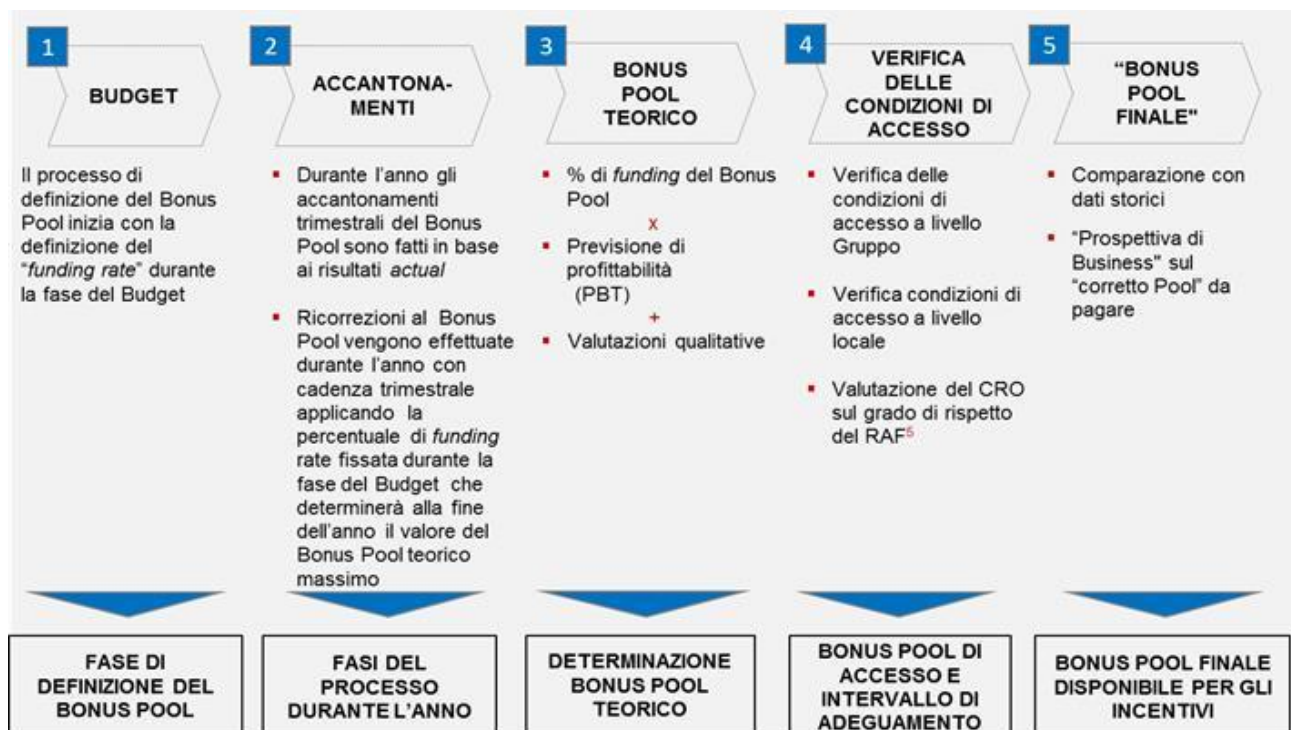 1
BUDGET
Il processo di
definizione del Bonus
Pool inizia con la
definizione del
“funding rate” durante
la fase del Budget
FASE DI
DEFINIZIONE DEL
BONUS POOL
2
ACCANTONA-
MENTI
▪ Durante l’anno gli
accantonamenti
trimestrali del Bonus
Pool sono fatti in base
ai risultati actual
▪ Ricorrezioni al Bonus
Pool vengono effettuate
durante l’anno con
cadenza trimestrale
applicando la
percentuale di funding
rate fissata durante la
fase del Budget che
determinerà alla fine
dell’anno il valore del
Bonus Pool teorico
massimo
FASI DEL
PROCESSO
DURANTE L’ANNO
3
BONUS
POOL
TEORICO
▪ % di funding del Bonus
Pool
x
▪ Previsione di
profittabilità
(PBT)
+
▪ Valutazioni qualitative
DETERMINAZIONE
BONUS POOL
TEORICO
4
VERIFICA
DELLE
CONDIZIONI DI
ACCESSO
▪ Verifica delle
condizioni di
accesso a livello
Gruppo
▪ Verifica condizioni di
accesso a livello
locale
▪ Valutazione del CRO
sul grado di rispetto
del RAF⁵
BONUS POOL DI
ACCESSO E
INTERVALLO DI
ADEGUAMENTO
5
“BONUS
POOL
FINALE"
▪ Comparazione con
dati storici
▪ “Prospettiva di
Business" sul
“corretto Pool” da
pagare
BONUS POOL FINALE
DISPONIBILE PER GLI
INCENTIVI